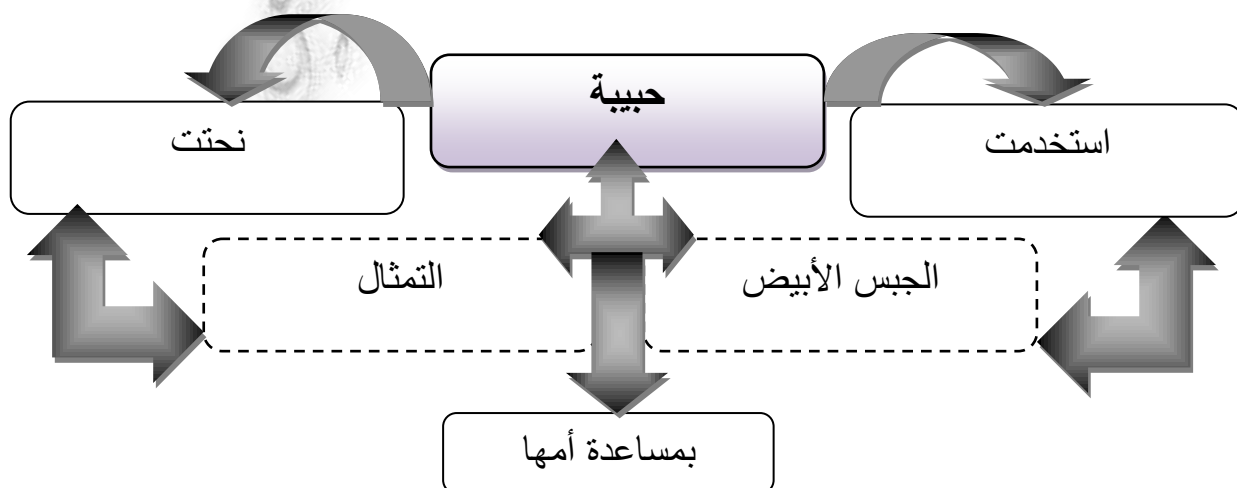 حبيبة
استخدمت
نحتت
الجبس الأبيض
التمثال
بمساعدة أمها